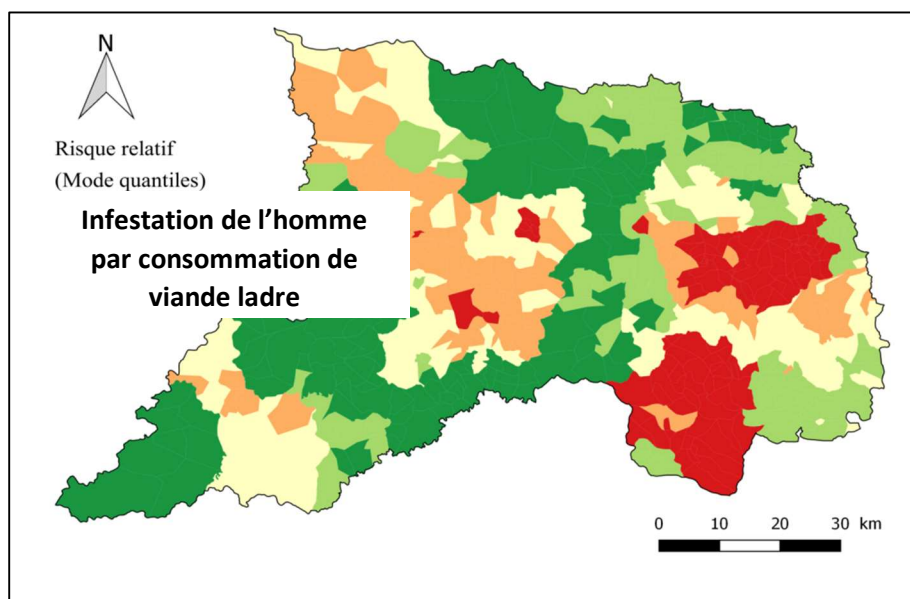 N
Risque relatif
(Mode quantiles)
Infestation de l’homme
par consommation de
viande ladre
0 10 20 30 km